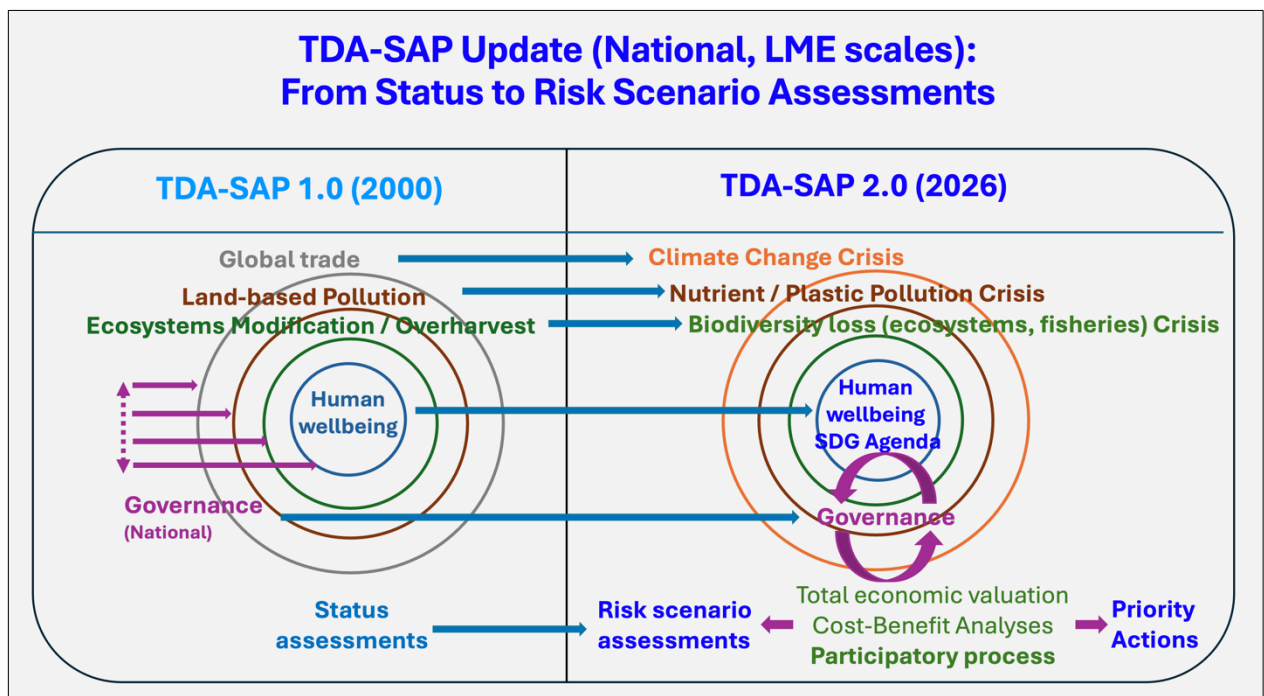 TDA-SAP Update (National, LME scales):
From Status to Risk Scenario Assessments
TDA-SAP 1.0 (2000)
Global trade
Land-based Pollution
Ecosystems Modification / Overharvest
Human
wellbeing
Governance
(National)
Status
assessments
TDA-SAP 2.0 (2026)
Climate Change Crisis
Nutrient / Plastic Pollution Crisis
Biodiversity loss (ecosystems, fisheries) Crisis
Human
wellbeing
SDG Agenda
Governance
Risk scenario
assessments
Total economic valuation
Cost-Benefit Analyses
Participatory process
Priority
Actions